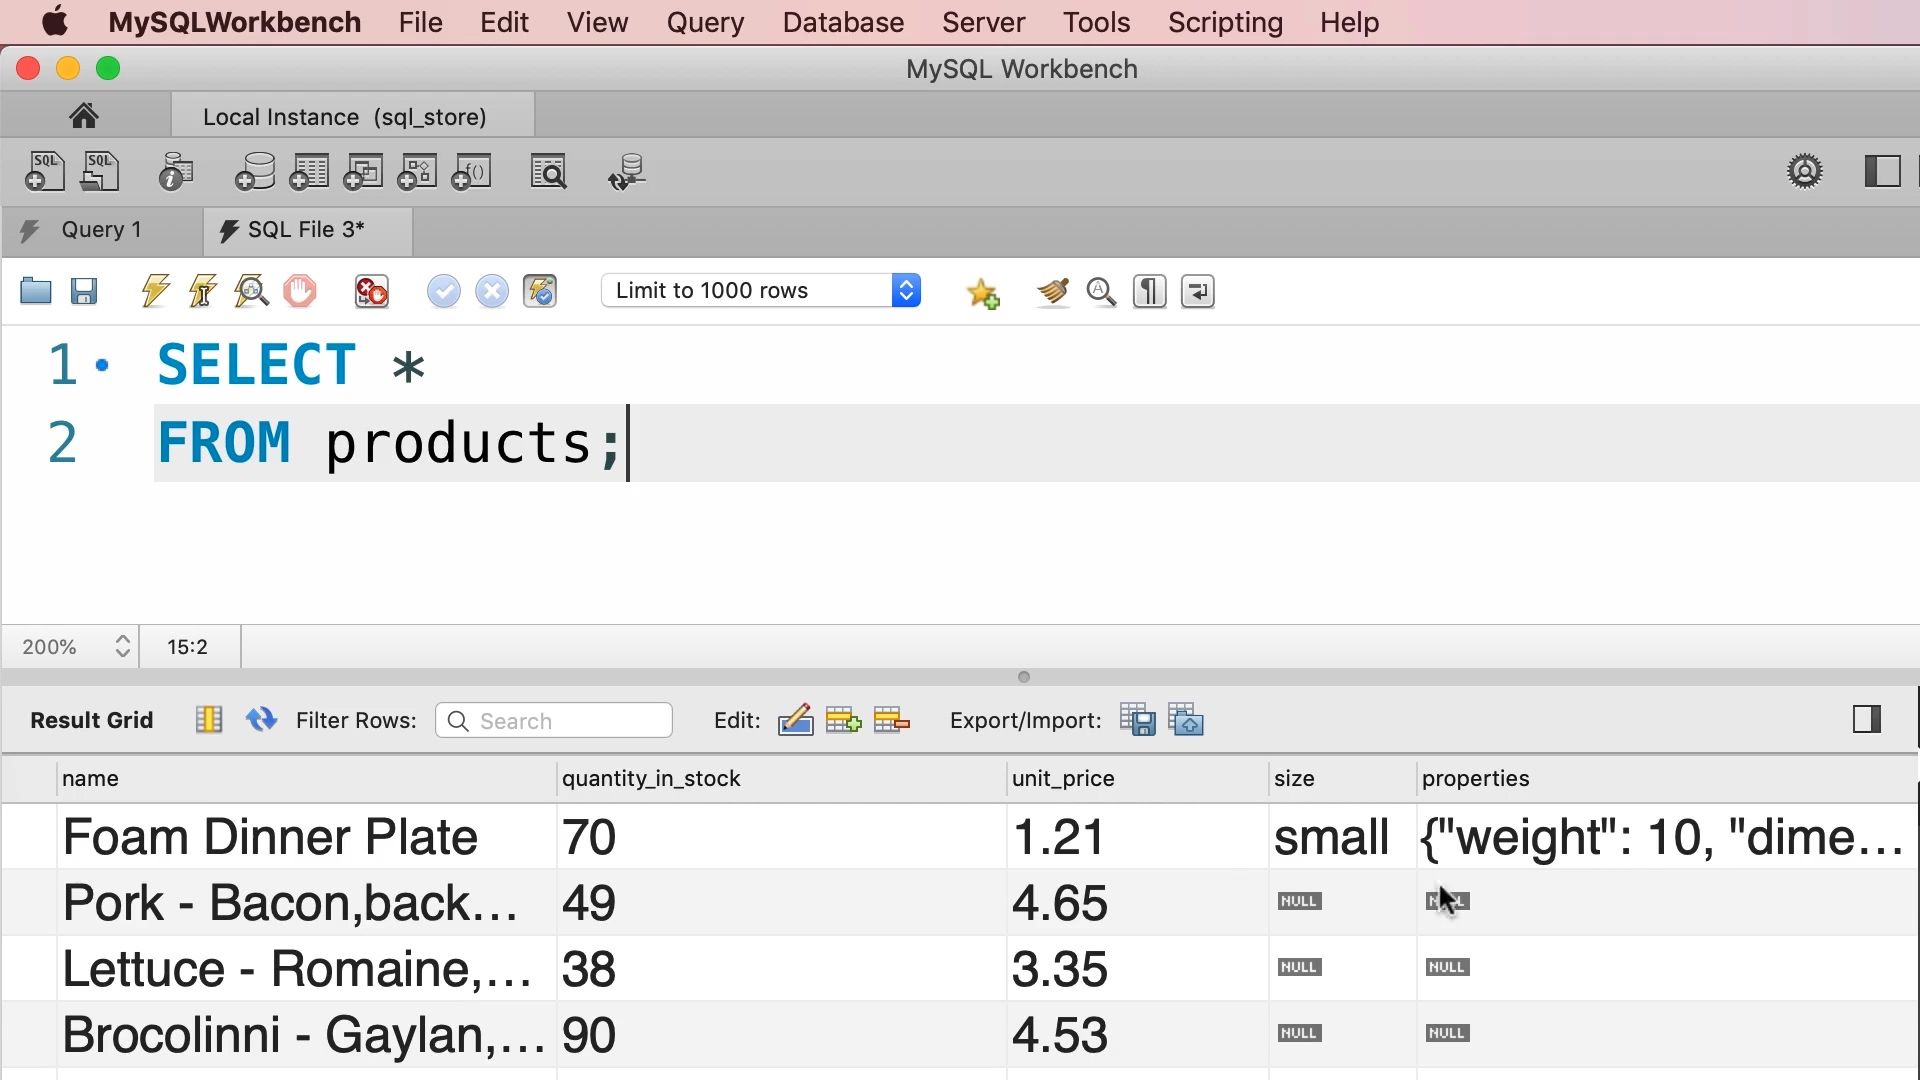 MySQLWorkbench File Edit View Query Database Server Tools Scripting Help
MySQL Workbench
Local Instance (sql_store)
SQL SQL
Query 1 SQL File 3*
Limit to 1000 rows
1 SELECT *
2 FROM products;
200% 15:2
Result Grid Filter Rows: Search Edit: Export/Import:
name quantity_in_stock unit_price size properties
Foam Dinner Plate 70 1.21 small {"weight": 10, "dime...
Pork - Bacon,back... 49 4.65 NULL NULL
Lettuce - Romaine,... 38 3.35 NULL NULL
Brocolinni - Gaylan,... 90 4.53 NULL NULL